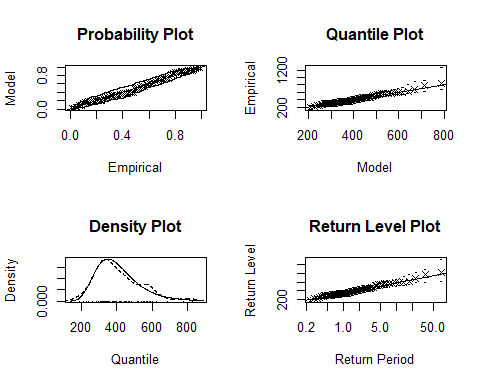 Probability Plot
Model
0.0 0.8
0.0 0.4 0.8
Empirical
Quantile Plot
Empirical
200 1200
200 400 600 800
Model
Density Plot
Density
0.000
200 400 600 800
Quantile
Return Level Plot
Return Level
200
0.2 1.0 5.0 50.0
Return Period